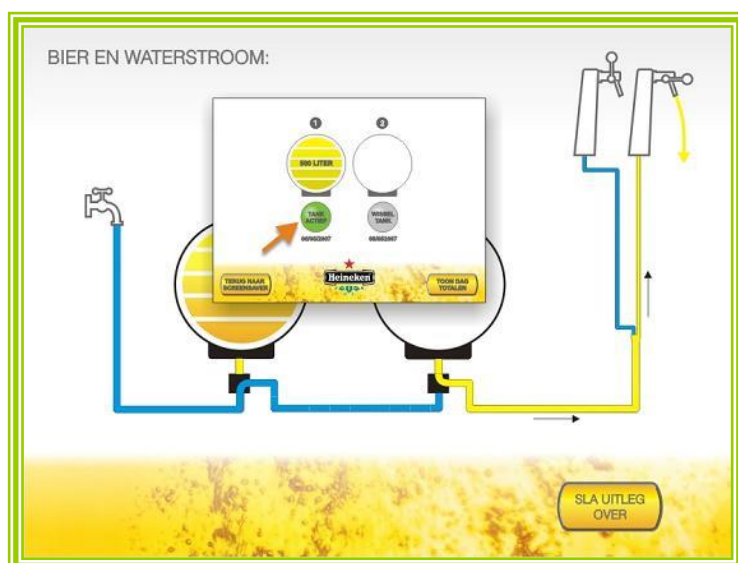 BIER EN WATERSTROOM:
1 2
500 LITER
TANK
ACTIEF
WISSEL
TANK
Heineken
TERUG NAAR
SCREENSAVER
TOON DAG
TOTALEN
SLA UITLEG
OVER